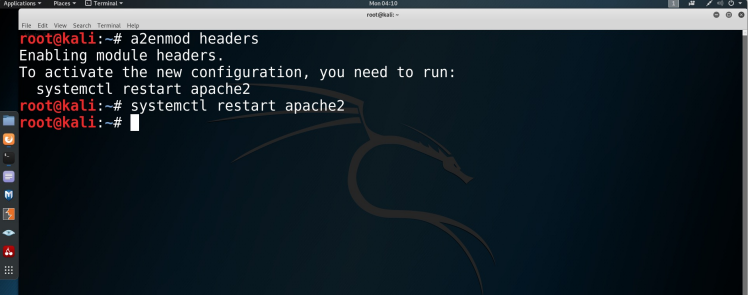 Applications Places Terminal Mon 04:10 1
root@kali: ~
File Edit View Search Terminal Help
root@kali:~# a2enmod headers
Enabling module headers.
To activate the new configuration, you need to run:
  systemctl restart apache2
root@kali:~# systemctl restart apache2
root@kali:~#